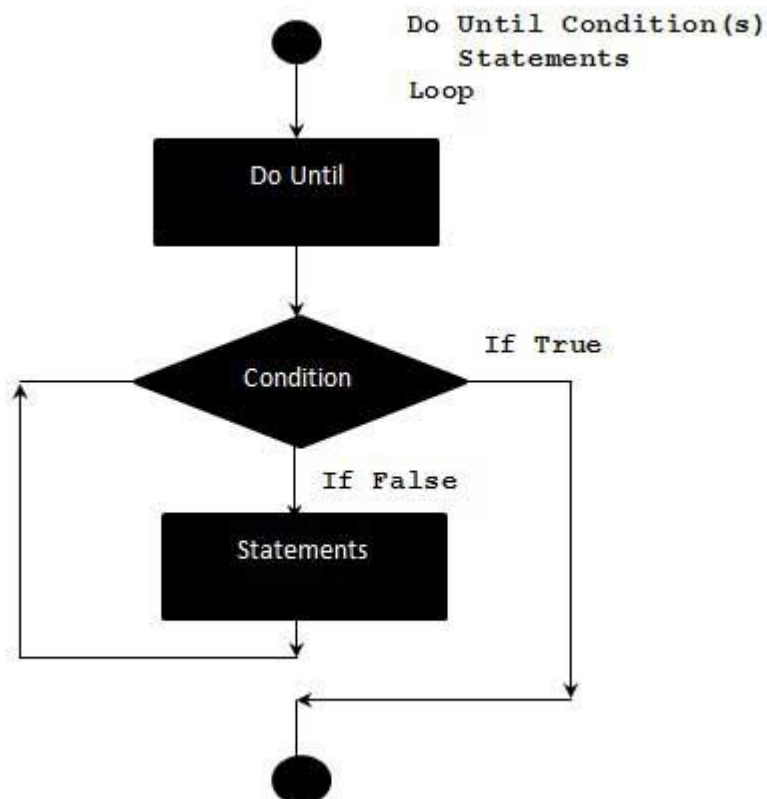 Do Until Condition(s)
Statements
Loop
Do Until
Condition
If True
If False
Statements